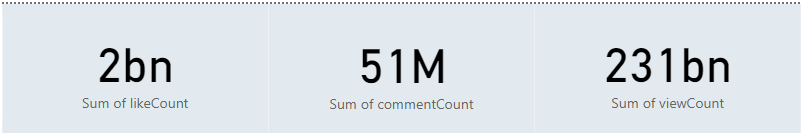 2bn
Sum of likeCount
51M
Sum of commentCount
231bn
Sum of viewCount